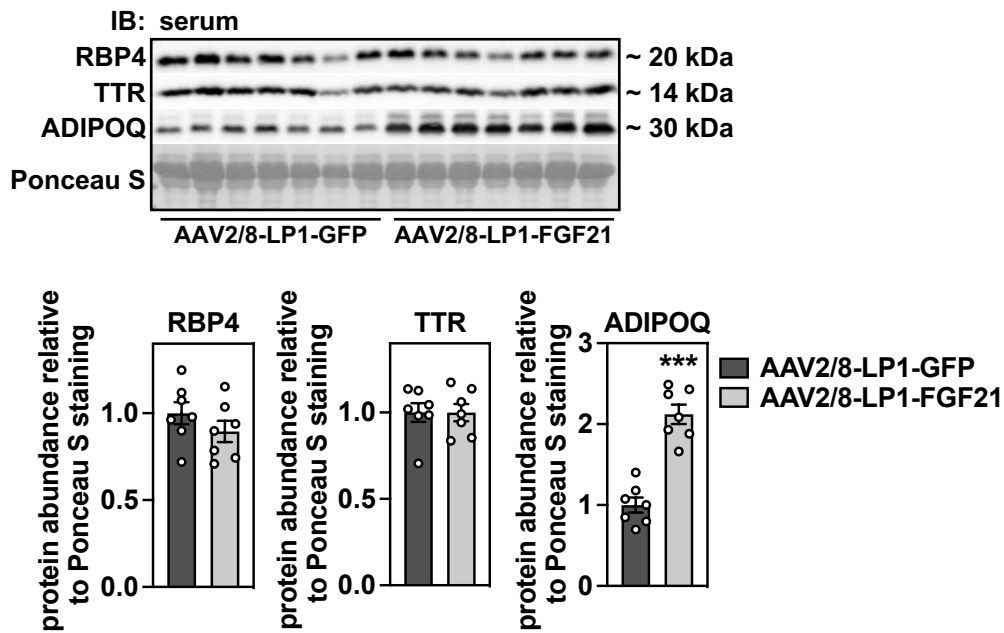 IB: serum
RBP4
~ 20 kDa
TTR
~ 14 kDa
ADIPOQ
~ 30 kDa
Ponceau S
AAV2/8-LP1-GFP
AAV2/8-LP1-FGF21
protein abundance relative
to Ponceau S staining
RBP4
1.0
0.5
0.0
protein abundance relative
to Ponceau S staining
TTR
1.0
0.5
0.0
protein abundance relative
to Ponceau S staining
ADIPOQ
3
***
2
1
0
AAV2/8-LP1-GFP
AAV2/8-LP1-FGF21